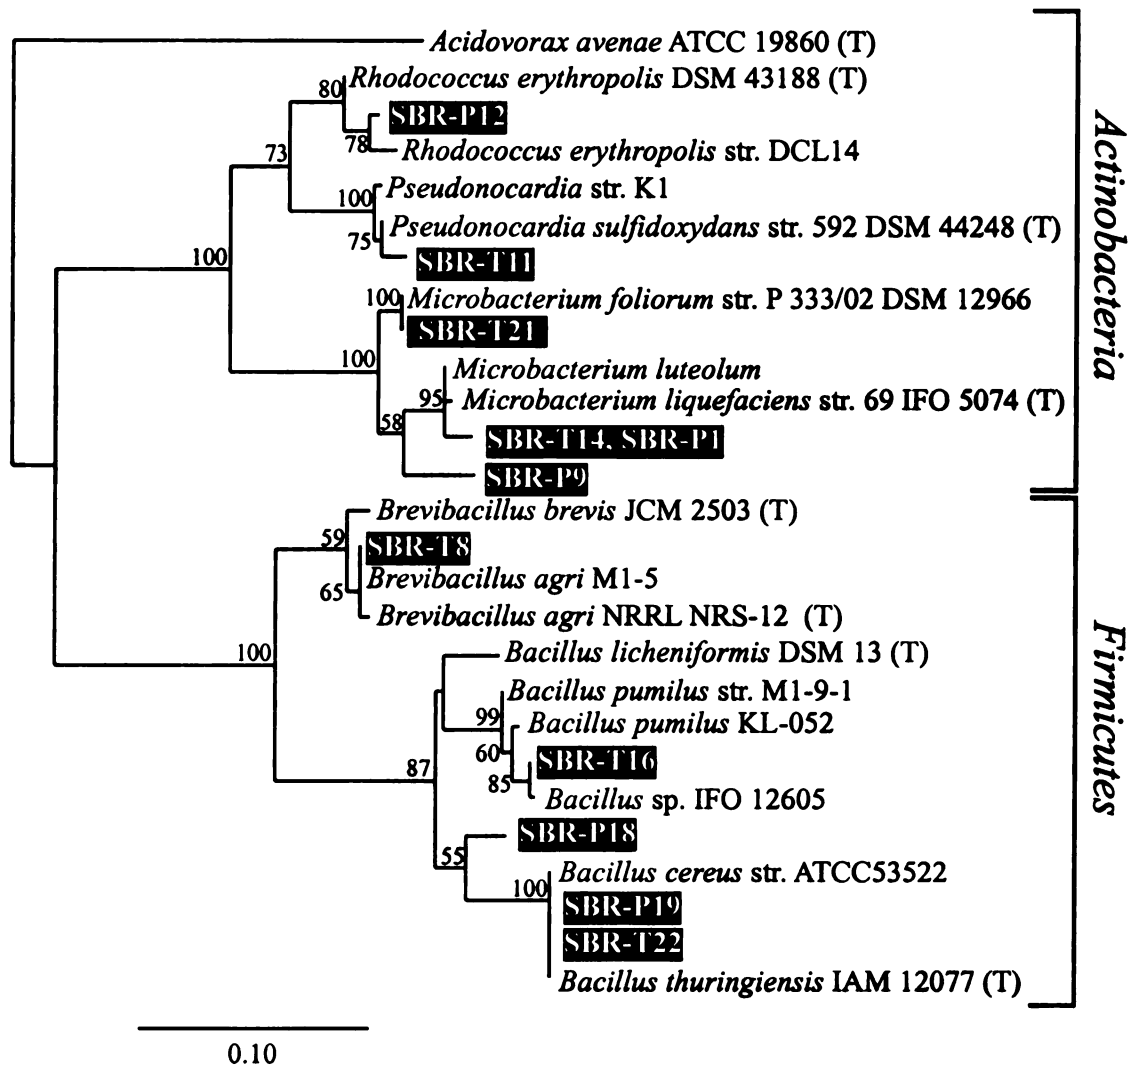 Acidovorax avenae ATCC 19860 (T)
Rhodococcus erythropolis DSM 43188 (T)
80
SBR-P12
78
Rhodococcus erythropolis str. DCL14
73
Pseudonocardia str. K1
100
Pseudonocardia sulfidoxydans str. 592 DSM 44248 (T)
75
SBR-T11
100
Microbacterium foliorum str. P 333/02 DSM 12966
100
SBR-T21
100
Microbacterium luteolum
95
Microbacterium liquefaciens str. 69 IFO 5074 (T)
58
SBR-T14, SBR-P1
SBR-P9
Actinobacteria
Brevibacillus brevis JCM 2503 (T)
59
SBR-T8
Brevibacillus agri M1-5
65
Brevibacillus agri NRRL NRS-12 (T)
100
Bacillus licheniformis DSM 13 (T)
Bacillus pumilus str. M1-9-1
99
Bacillus pumilus KL-052
60
SBR-T16
87
85
Bacillus sp. IFO 12605
SBR-P18
55
Bacillus cereus str. ATCC53522
100
SBR-P19
SBR-T22
Bacillus thuringiensis IAM 12077 (T)
Firmicutes
0.10